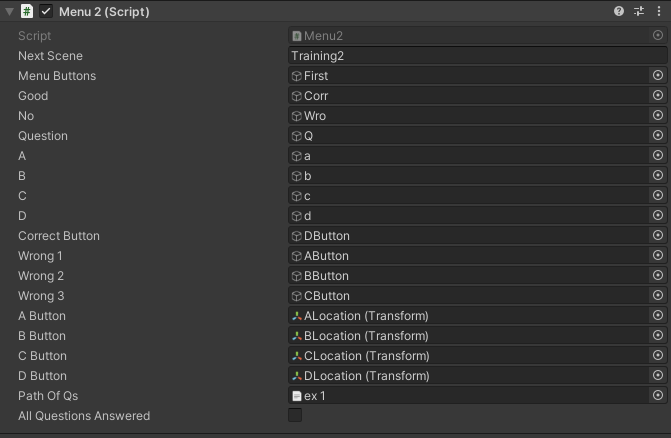 Menu 2 (Script)
Script Menu2
Next Scene Training2
Menu Buttons First
Good Corr
No Wro
Question Q
A a
B b
C c
D d
Correct Button DButton
Wrong 1 AButton
Wrong 2 BButton
Wrong 3 CButton
A Button ALocation (Transform)
B Button BLocation (Transform)
C Button CLocation (Transform)
D Button DLocation (Transform)
Path Of Qs ex 1
All Questions Answered